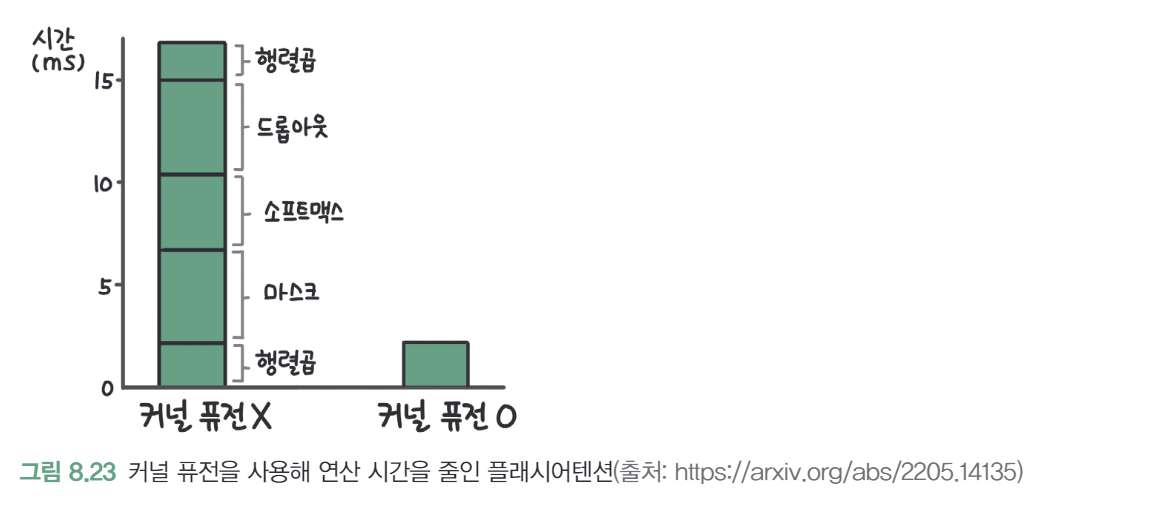 시간
(ms)
15
10
5
0
행렬곱
드롭아웃
소프트맥스
마스크
행렬곱
커널 퓨전 X
커널 퓨전 O
그림 8.23 커널 퓨전을 사용해 연산 시간을 줄인 플래시어텐션(출처: https://arxiv.org/abs/2205.14135)